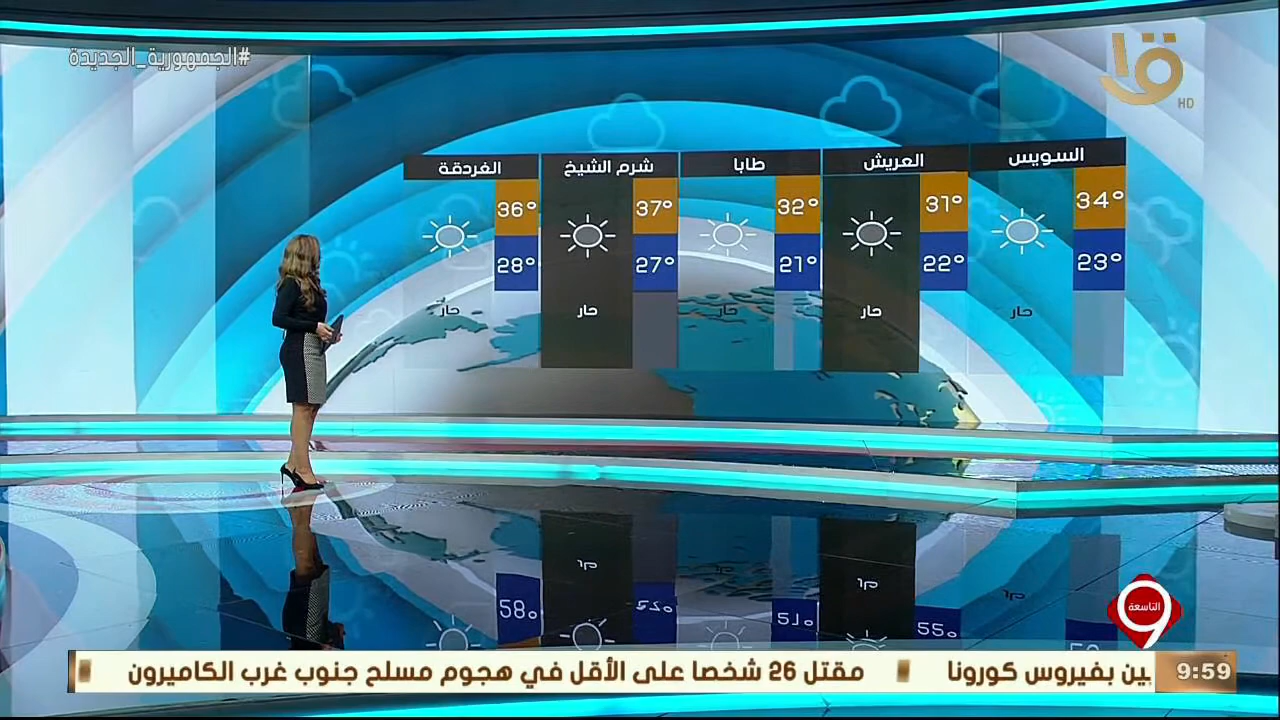 #الجمهورية_الجديدة
HD
السويس
34°
23°
حار
العريش
31°
22°
حار
طابا
32°
21°
حار
شرم الشيخ
37°
27°
حار
الغردقة
36°
28°
حار
التاسعة
9
9:59
ين بفيروس كورونا
مقتل 26 شخصا على الأقل في هجوم مسلح جنوب غرب الكاميرون